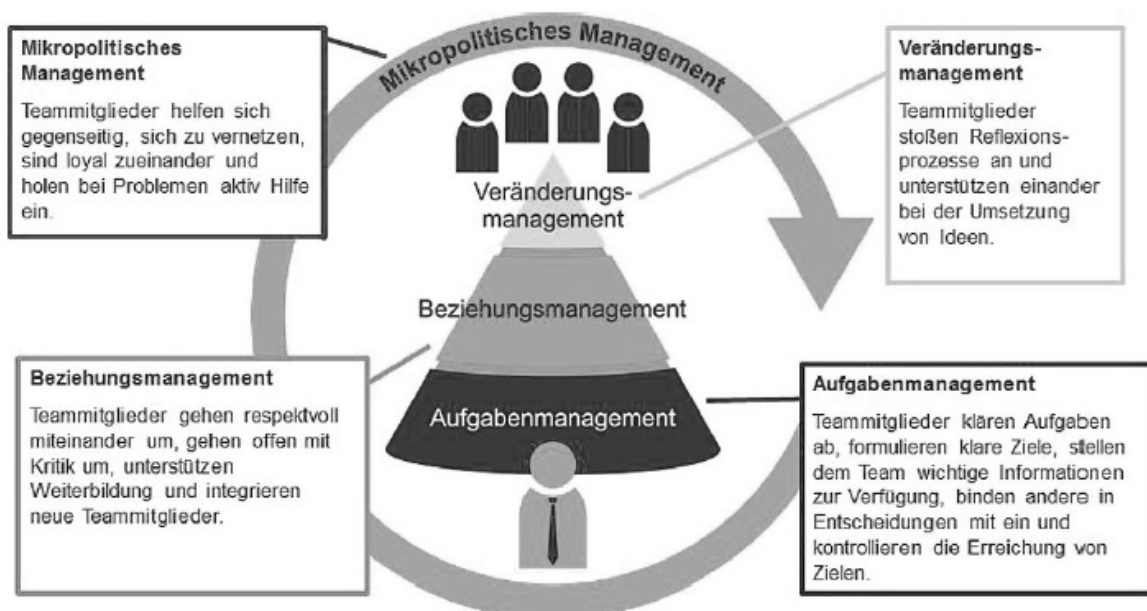 Mikropolitisches Management
Mikropolitisches
Management
Teammitglieder helfen sich
gegenseitig, sich zu vernetzen,
sind loyal zueinander und
holen bei Problemen aktiv Hilfe
ein.
Veränderungs-
management
Teammitglieder
stoßen Reflexions-
prozesse an und
unterstützen einander
bei der Umsetzung
von Ideen.
Veränderungs-
management
Beziehungsmanagement
Aufgabenmanagement
Beziehungsmanagement
Teammitglieder gehen respektvoll
miteinander um, gehen offen mit
Kritik um, unterstützen
Weiterbildung und integrieren
neue Teammitglieder.
Aufgabenmanagement
Teammitglieder klären Aufgaben
ab, formulieren klare Ziele, stellen
dem Team wichtige Informationen
zur Verfügung, binden andere in
Entscheidungen mit ein und
kontrollieren die Erreichung von
Zielen.